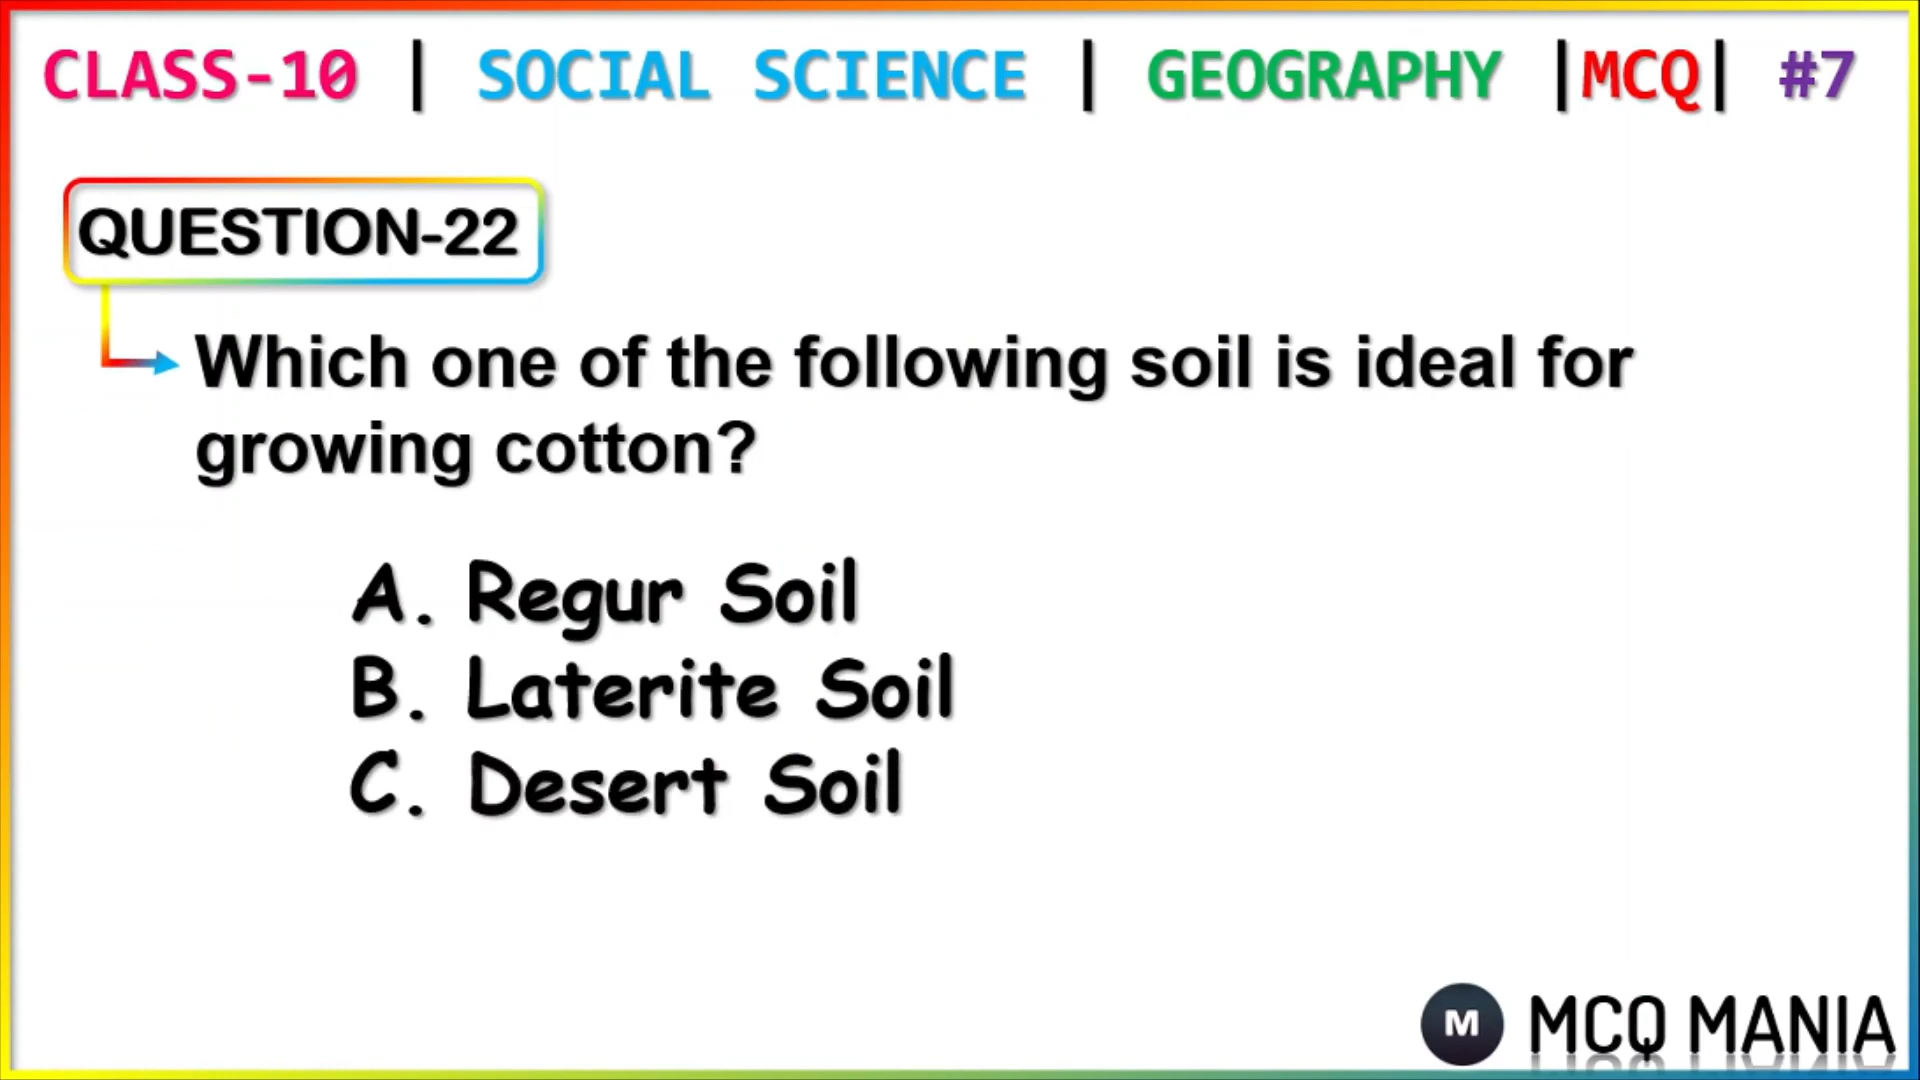 CLASS-10 | SOCIAL SCIENCE | GEOGRAPHY |MCQ| #7
QUESTION-22
Which one of the following soil is ideal for
growing cotton?
A. Regur Soil
B. Laterite Soil
C. Desert Soil
M MCQ MANIA